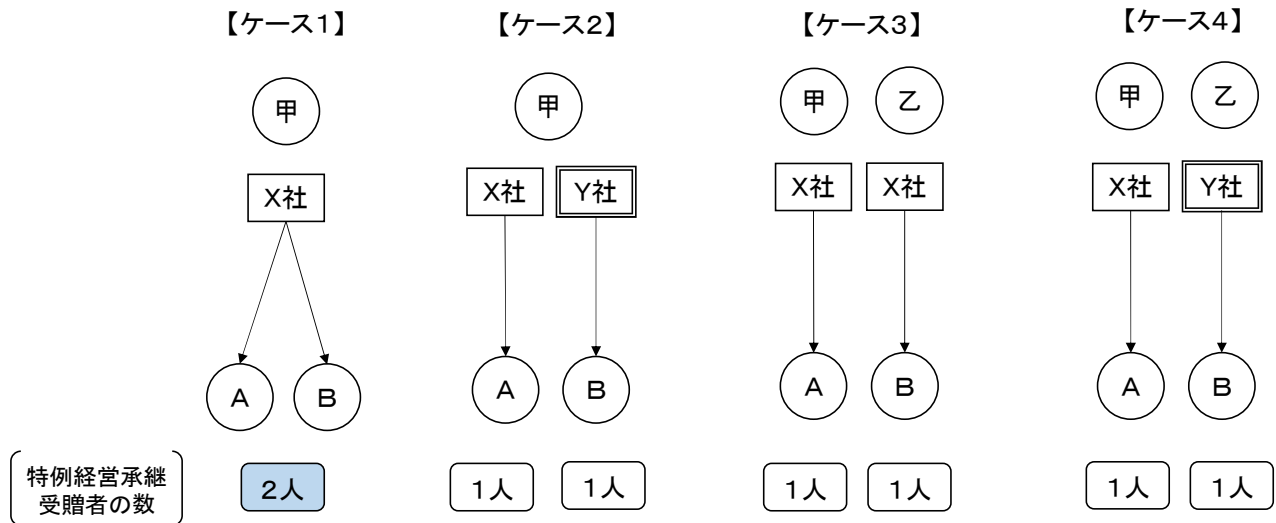 【ケース1】
【ケース2】
【ケース3】
【ケース4】
甲
甲
甲
乙
甲
乙
X社
X社
Y社
X社
X社
X社
Y社
A
B
A
B
A
B
A
B
特例経営承継
受贈者の数
2人
1人
1人
1人
1人
1人
1人